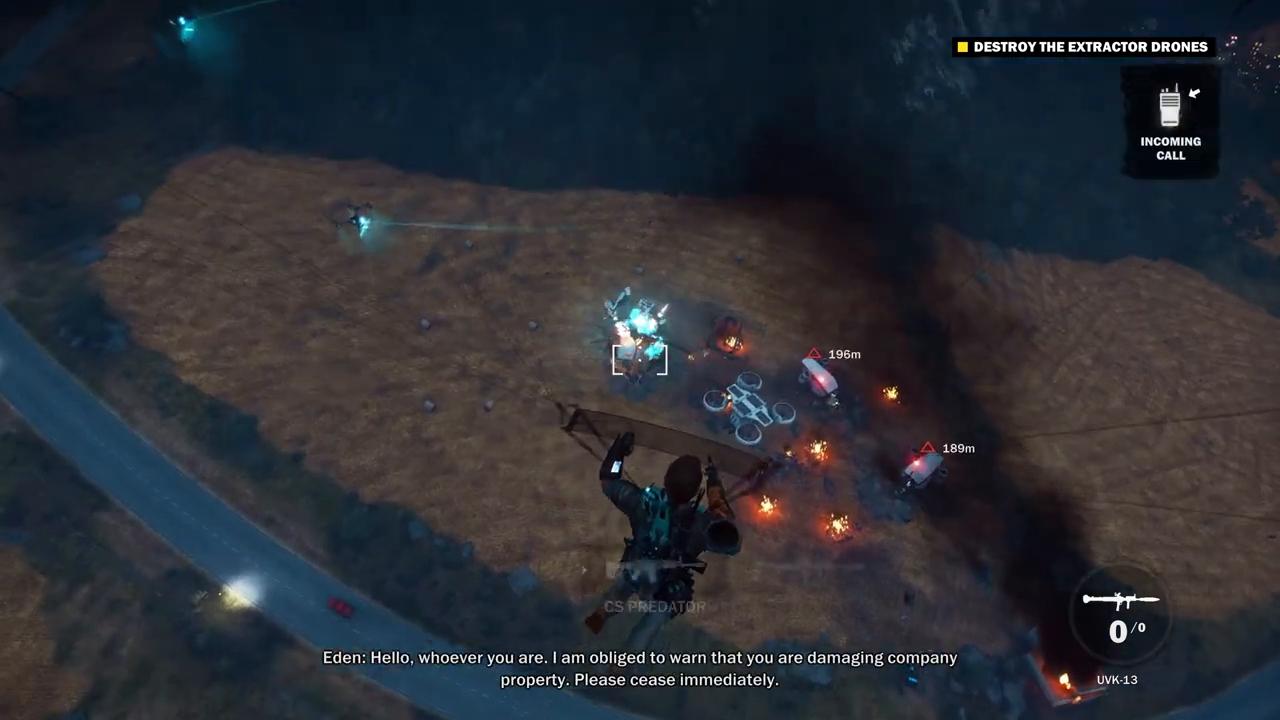 DESTROY THE EXTRACTOR DRONES
INCOMING
CALL
196m
189m
CS PREDATOR
0/0
UVK-13
Eden: Hello, whoever you are. I am obliged to warn that you are damaging company
property. Please cease immediately.